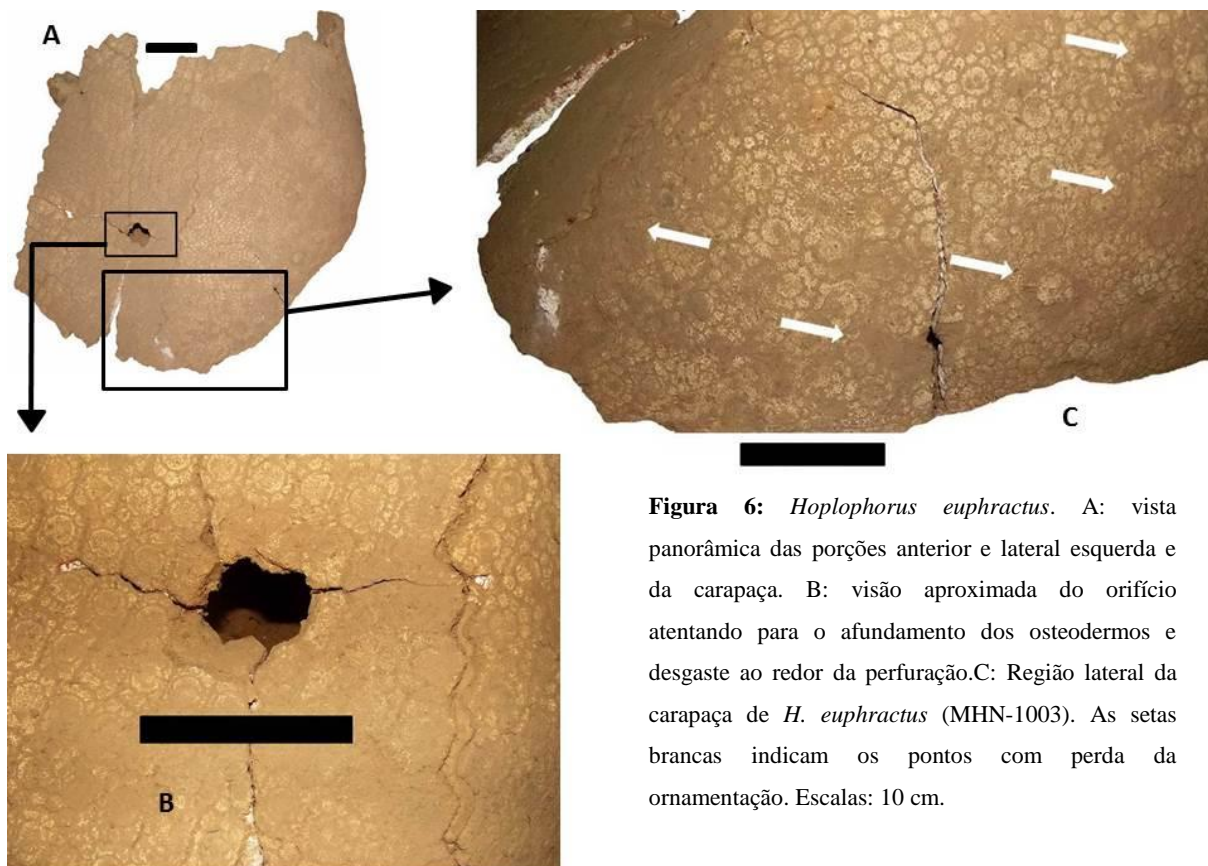 A
C
B
Figura 6: Hoplophorus euphractus. A: vista
panorâmica das porções anterior e lateral esquerda e
da carapaça. B: visão aproximada do orifício
atentando para o afundamento dos osteodermos e
desgaste ao redor da perfuração.C: Região lateral da
carapaça de H. euphractus (MHN-1003). As setas
brancas indicam os pontos com perda da
ornamentação. Escalas: 10 cm.